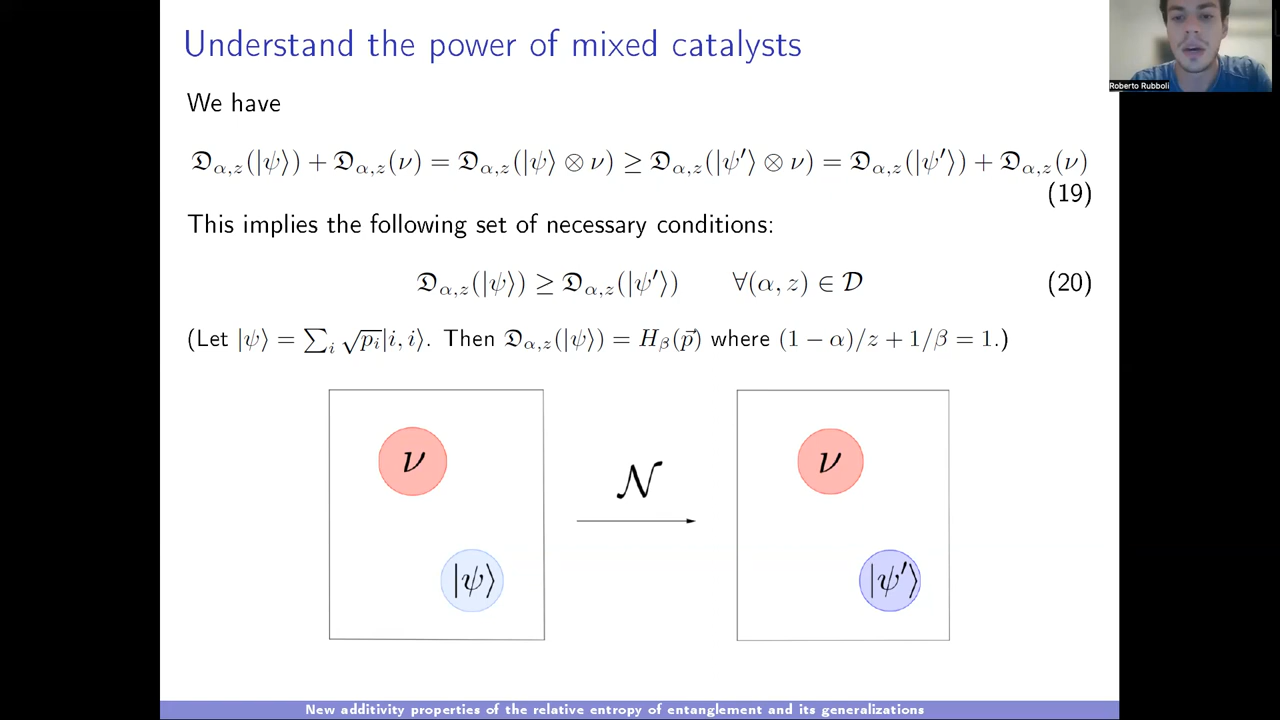 Understand the power of mixed catalysts
Roberto Rubboli
We have
𝔇α,z(|ψ⟩) + 𝔇α,z(ν) = 𝔇α,z(|ψ⟩ ⊗ ν) ≥ 𝔇α,z(|ψ′⟩ ⊗ ν) = 𝔇α,z(|ψ′⟩) + 𝔇α,z(ν)
(19)
This implies the following set of necessary conditions:
𝔇α,z(|ψ⟩) ≥ 𝔇α,z(|ψ′⟩) ∀(α, z) ∈ 𝒟 (20)
(Let |ψ⟩ = ∑i √pi|i, i⟩. Then 𝔇α,z(|ψ⟩) = Hβ(p⃗) where (1 − α)/z + 1/β = 1.)
ν
𝒩
ν
|ψ⟩
|ψ′⟩
New additivity properties of the relative entropy of entanglement and its generalizations